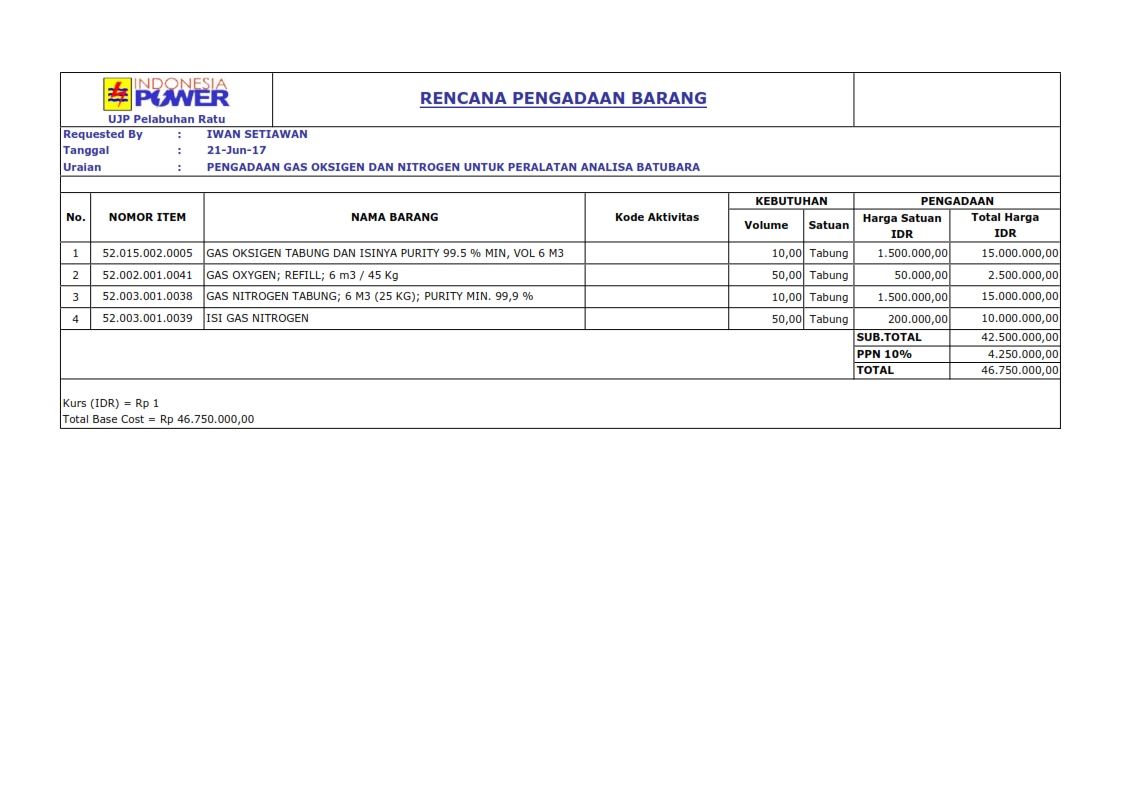 INDONESIA
POWER
UJP Pelabuhan Ratu
RENCANA PENGADAAN BARANG
Requested By : IWAN SETIAWAN
Tanggal : 21-Jun-17
Uraian : PENGADAAN GAS OKSIGEN DAN NITROGEN UNTUK PERALATAN ANALISA BATUBARA
No. NOMOR ITEM NAMA BARANG Kode Aktivitas KEBUTUHAN PENGADAAN
Volume Satuan Harga Satuan IDR Total Harga IDR
1 52.015.002.0005 GAS OKSIGEN TABUNG DAN ISINYA PURITY 99.5 % MIN, VOL 6 M3 10,00 Tabung 1.500.000,00 15.000.000,00
2 52.002.001.0041 GAS OXYGEN; REFILL; 6 m3 / 45 Kg 50,00 Tabung 50.000,00 2.500.000,00
3 52.003.001.0038 GAS NITROGEN TABUNG; 6 M3 (25 KG); PURITY MIN. 99,9 % 10,00 Tabung 1.500.000,00 15.000.000,00
4 52.003.001.0039 ISI GAS NITROGEN 50,00 Tabung 200.000,00 10.000.000,00
SUB.TOTAL 42.500.000,00
PPN 10% 4.250.000,00
TOTAL 46.750.000,00
Kurs (IDR) = Rp 1
Total Base Cost = Rp 46.750.000,00